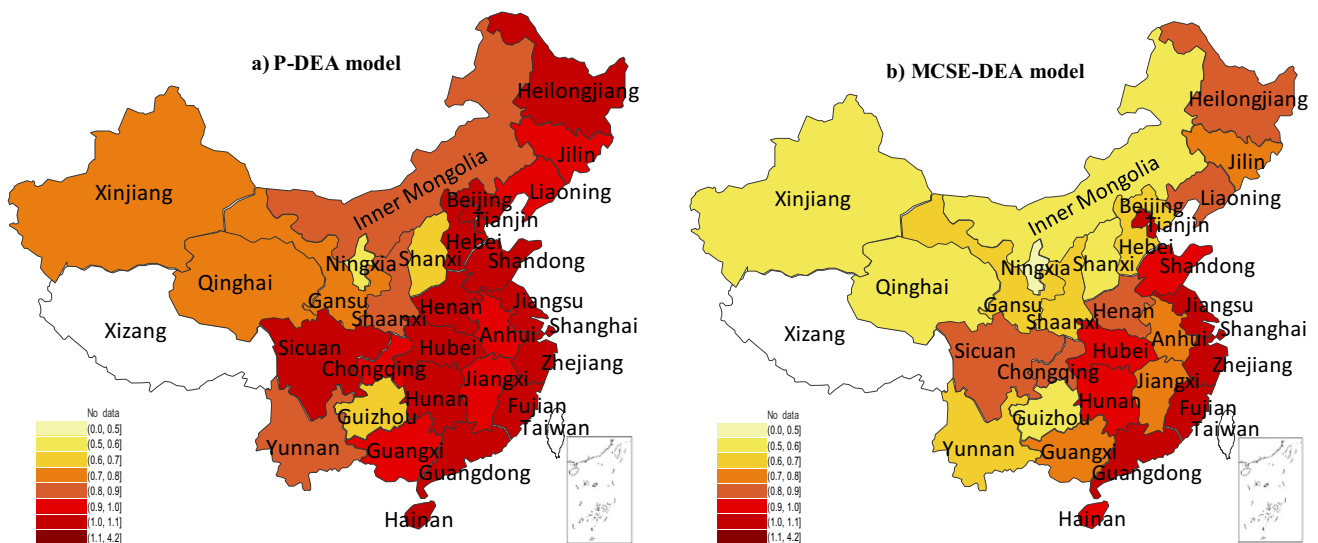 a) P-DEA model
Heilongjiang
Jilin
Liaoning
Inner Mongolia
Beijing
Tianjin
Hebei
Xinjiang
Ningxia
Shanxi
Shandong
Qinghai
Gansu
Shaanxi
Henan
Jiangsu
Anhui
Shanghai
Xizang
Sicuan
Hubei
Zhejiang
Chongqing
Jiangxi
Hunan
Guizhou
Fujian
Taiwan
Yunnan
Guangxi
Guangdong
Hainan
No data
(0.0, 0.5]
(0.5, 0.6]
(0.6, 0.7]
(0.7, 0.8]
(0.8, 0.9]
(0.9, 1.0]
(1.0, 1.1]
(1.1, 4.2]
b) MCSE-DEA model
Heilongjiang
Jilin
Liaoning
Inner Mongolia
Beijing
Tianjin
Hebei
Xinjiang
Ningxia
Shanxi
Shandong
Qinghai
Gansu
Shaanxi
Henan
Jiangsu
Anhui
Shanghai
Xizang
Sicuan
Hubei
Zhejiang
Chongqing
Jiangxi
Hunan
Guizhou
Fujian
Taiwan
Yunnan
Guangxi
Guangdong
Hainan
No data
(0.0, 0.5]
(0.5, 0.6]
(0.6, 0.7]
(0.7, 0.8]
(0.8, 0.9]
(0.9, 1.0]
(1.0, 1.1]
(1.1, 4.2]